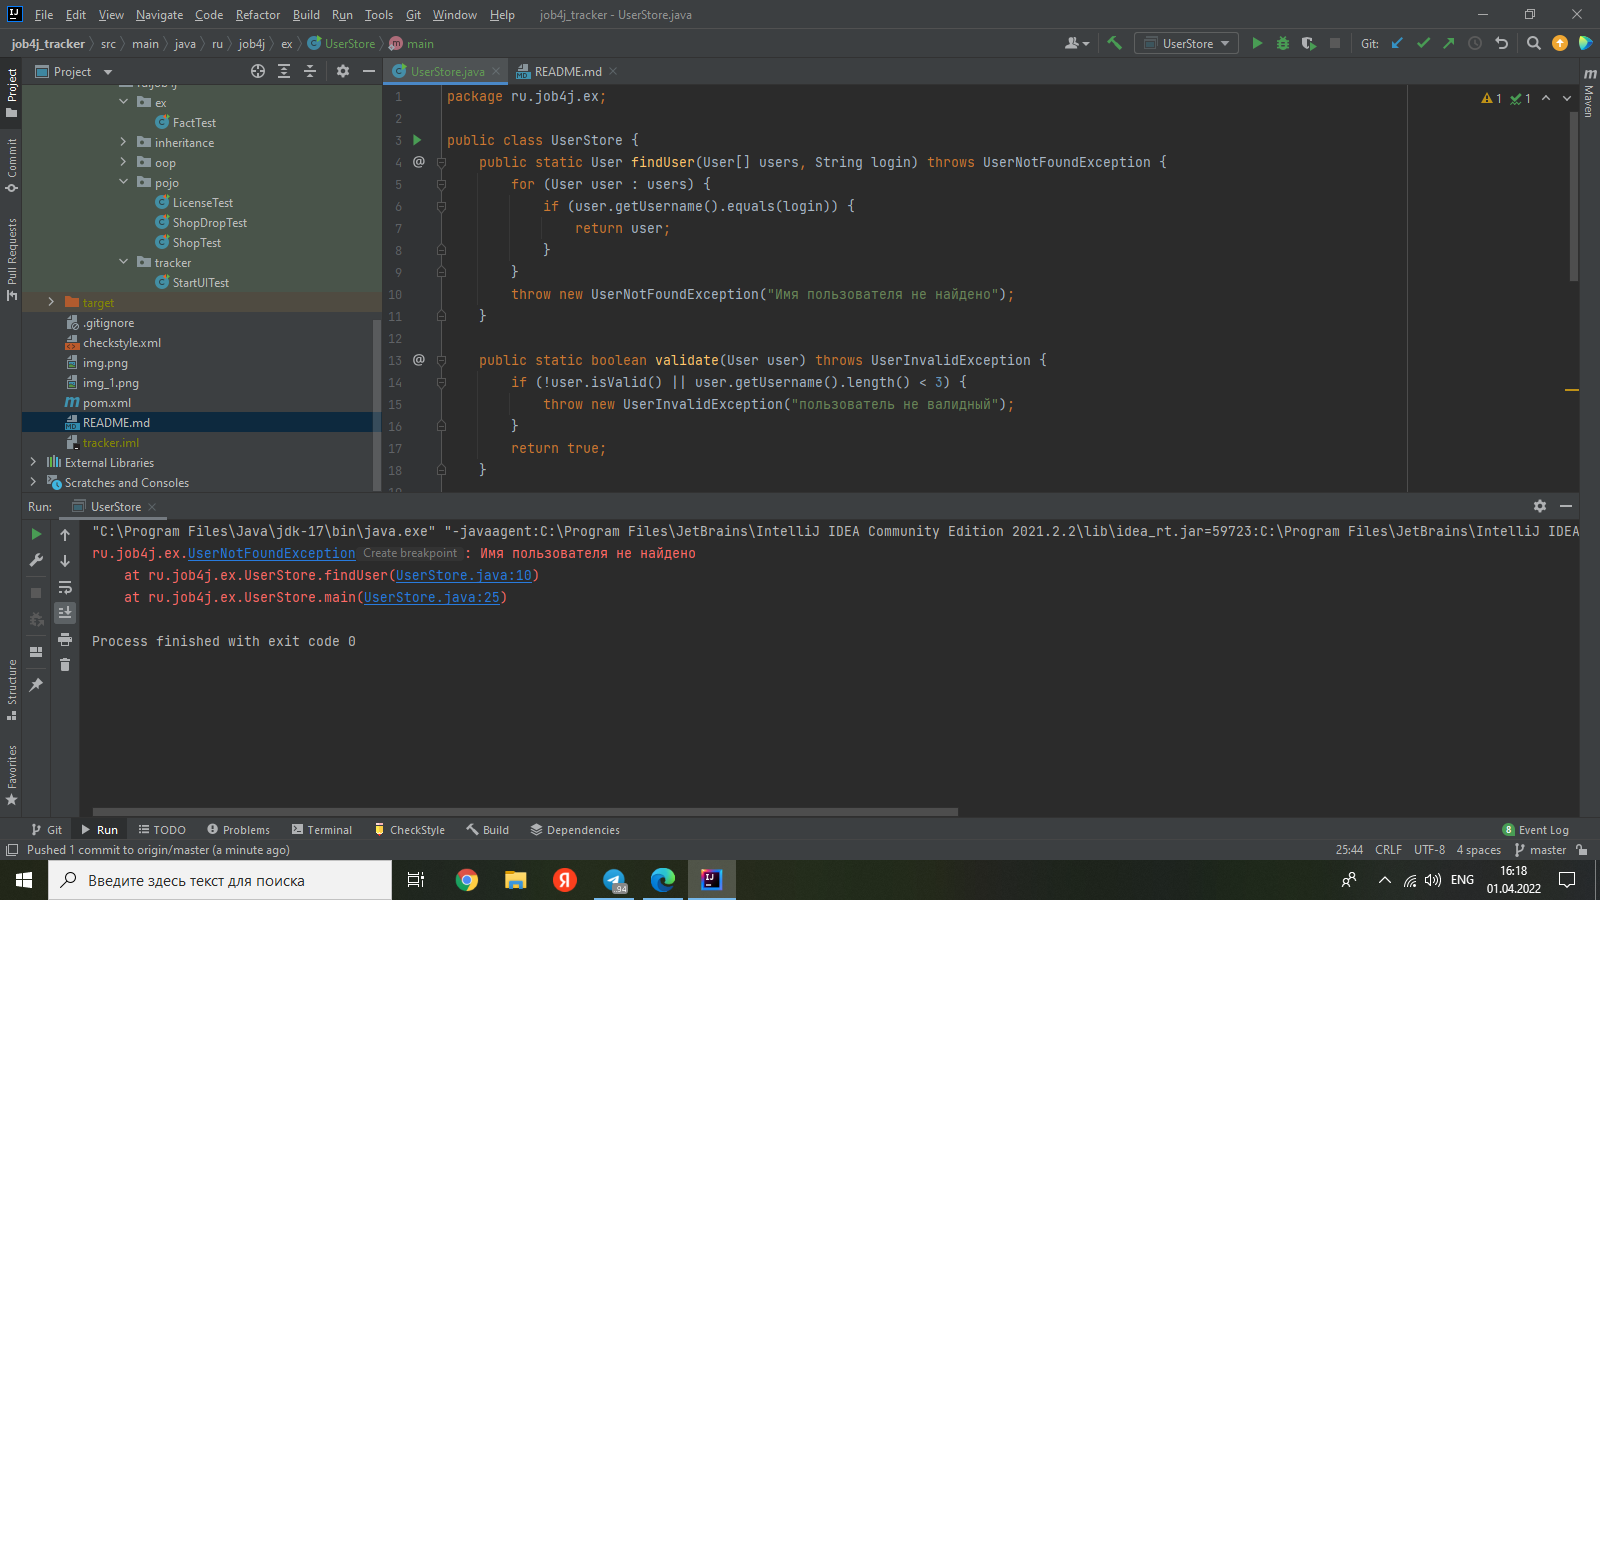 File Edit View Navigate Code Refactor Build Run Tools Git Window Help job4j_tracker - UserStore.java
job4j_tracker src main java ru job4j ex UserStore main
UserStore Git:
Project
UserStore.java README.md
ex
FactTest
inheritance
oop
pojo
LicenseTest
ShopDropTest
ShopTest
tracker
StartUITest
target
.gitignore
checkstyle.xml
img.png
img_1.png
pom.xml
README.md
tracker.iml
External Libraries
Scratches and Consoles
Project
Commit
Pull Requests
Structure
Favorites
Maven
1 package ru.job4j.ex;
2
3 public class UserStore {
4 public static User findUser(User[] users, String login) throws UserNotFoundException {
5 for (User user : users) {
6 if (user.getUsername().equals(login)) {
7 return user;
8 }
9 }
10 throw new UserNotFoundException("Имя пользователя не найдено");
11 }
12
13 public static boolean validate(User user) throws UserInvalidException {
14 if (!user.isValid() || user.getUsername().length() < 3) {
15 throw new UserInvalidException("пользователь не валидный");
16 }
17 return true;
18 }
1 1
Run: UserStore
"C:\Program Files\Java\jdk-17\bin\java.exe" "-javaagent:C:\Program Files\JetBrains\IntelliJ IDEA Community Edition 2021.2.2\lib\idea_rt.jar=59723:C:\Program Files\JetBrains\IntelliJ IDEA
ru.job4j.ex.UserNotFoundException Create breakpoint : Имя пользователя не найдено
at ru.job4j.ex.UserStore.findUser(UserStore.java:10)
at ru.job4j.ex.UserStore.main(UserStore.java:25)
Process finished with exit code 0
Git Run TODO Problems Terminal CheckStyle Build Dependencies 8 Event Log
Pushed 1 commit to origin/master (a minute ago) 25:44 CRLF UTF-8 4 spaces master
Введите здесь текст для поиска
Я
94
ENG
16:18
01.04.2022